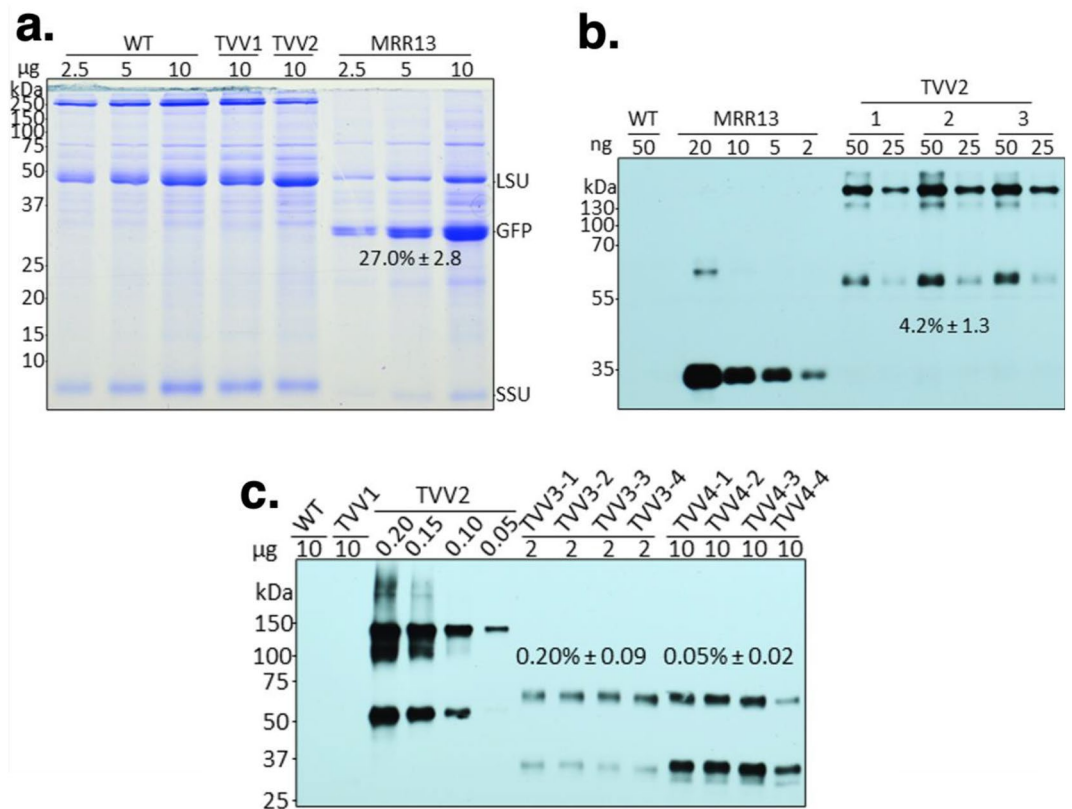 a.
WT TVV1 TVV2 MRR13
µg 2.5 5 10 10 10 2.5 5 10
kDa
250
150
100
75
50
LSU
37
GFP
27.0% ± 2.8
25
20
15
10
SSU
b.
TVV2
WT MRR13 1 2 3
ng 50 20 10 5 2 50 25 50 25 50 25
kDa
130
100
70
55
4.2% ± 1.3
35
c.
WT TVV1 TVV2 TVV3-1 TVV3-2 TVV3-3 TVV3-4 TVV4-1 TVV4-2 TVV4-3 TVV4-4
µg 10 10 0.20 0.15 0.10 0.05 2 2 2 2 10 10 10 10
kDa
150
100
0.20% ± 0.09 0.05% ± 0.02
75
50
37
25